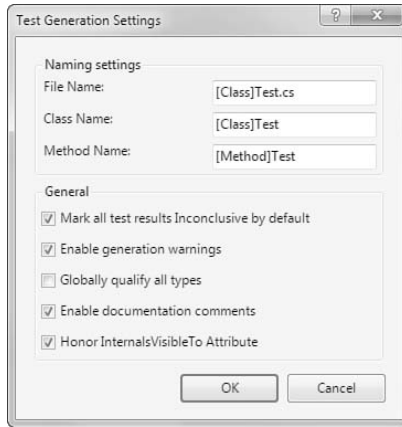 Test Generation Settings
Naming settings
File Name:
[Class]Test.cs
Class Name:
[Class]Test
Method Name:
[Method]Test
General
Mark all test results Inconclusive by default
Enable generation warnings
Globally qualify all types
Enable documentation comments
Honor InternalsVisibleTo Attribute
OK
Cancel